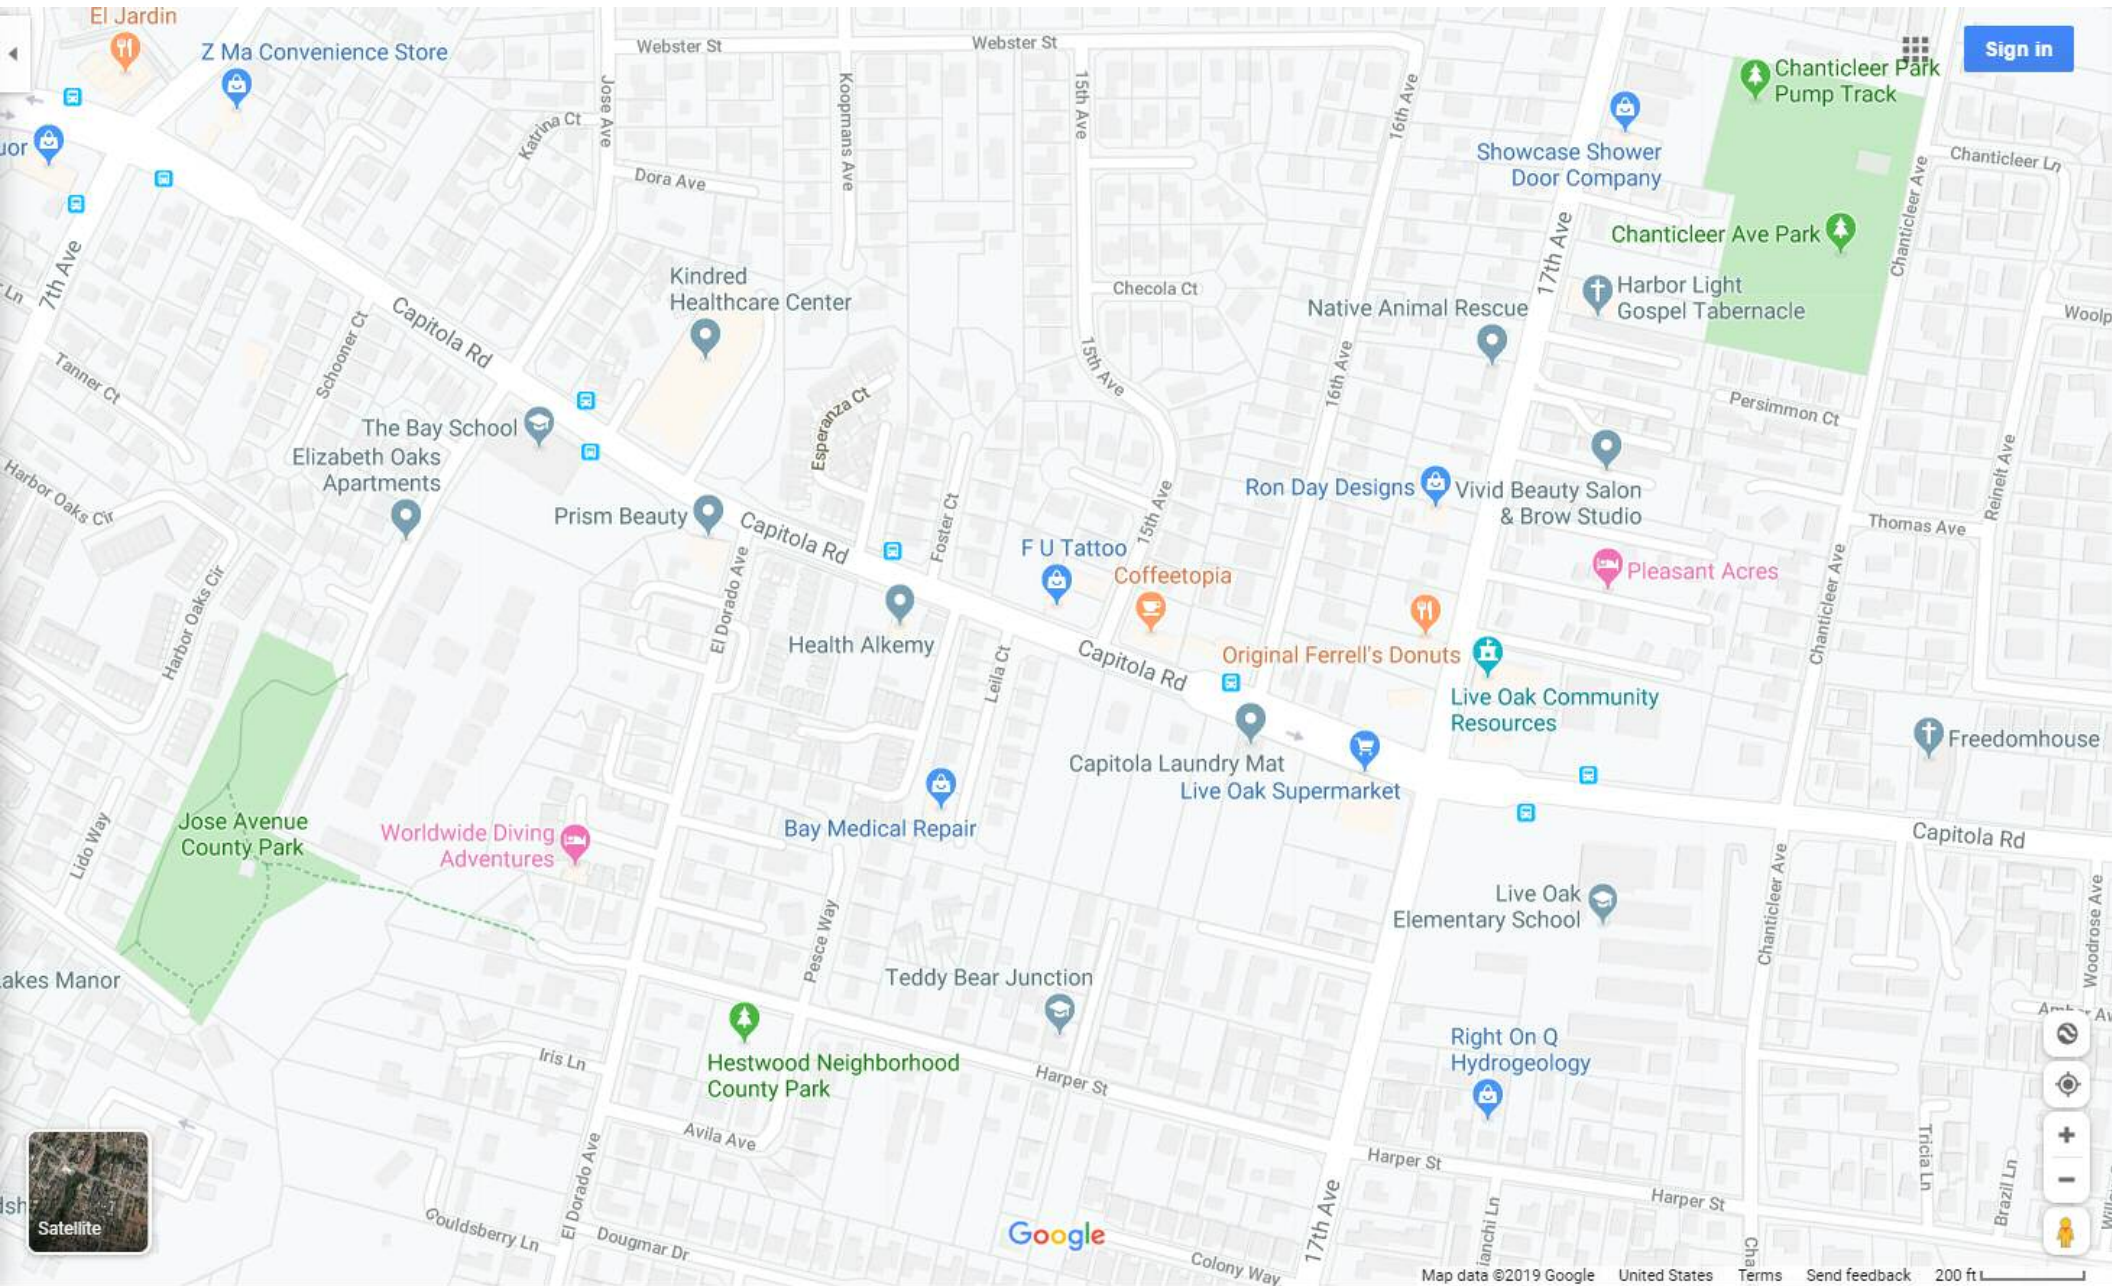 El Jardin
Z Ma Convenience Store
Webster St
Webster St
Sign in
Chanticleer Park
Pump Track
Jose Ave
Koopmans Ave
15th Ave
16th Ave
Katrina Ct
Showcase Shower
Door Company
Chanticleer Ln
Dora Ave
Chanticleer Ave
7th Ave
17th Ave
Chanticleer Ave Park
Kindred
Healthcare Center
Checola Ct
Native Animal Rescue
Harbor Light
Gospel Tabernacle
Ln
Capitola Rd
Schooner Ct
Tanner Ct
15th Ave
16th Ave
Persimmon Ct
Esperanza Ct
The Bay School
Elizabeth Oaks
Apartments
Harbor Oaks Cir
Prism Beauty
Capitola Rd
Foster Ct
15th Ave
Ron Day Designs
Vivid Beauty Salon
& Brow Studio
Reinelt Ave
Thomas Ave
F U Tattoo
Coffeetopia
Pleasant Acres
Harbor Oaks Cir
El Dorado Ave
Chanticleer Ave
Health Alkemy
Leila Ct
Capitola Rd
Original Ferrell's Donuts
Live Oak Community
Resources
Freedomhouse
Capitola Laundry Mat
Live Oak Supermarket
Lido Way
Jose Avenue
County Park
Worldwide Diving
Adventures
Bay Medical Repair
Capitola Rd
Live Oak
Elementary School
Chanticleer Ave
Woodrose Ave
Pesce Way
akes Manor
Teddy Bear Junction
Iris Ln
Hestwood Neighborhood
County Park
Harper St
Right On Q
Hydrogeology
Avila Ave
Harper St
Harper St
Tricia Ln
Brazil Ln
El Dorado Ave
Gouldsberry Ln
Dougmar Dr
17th Ave
Colony Way
Satellite
Google
Map data ©2019 Google United States Terms Send feedback 200 ft